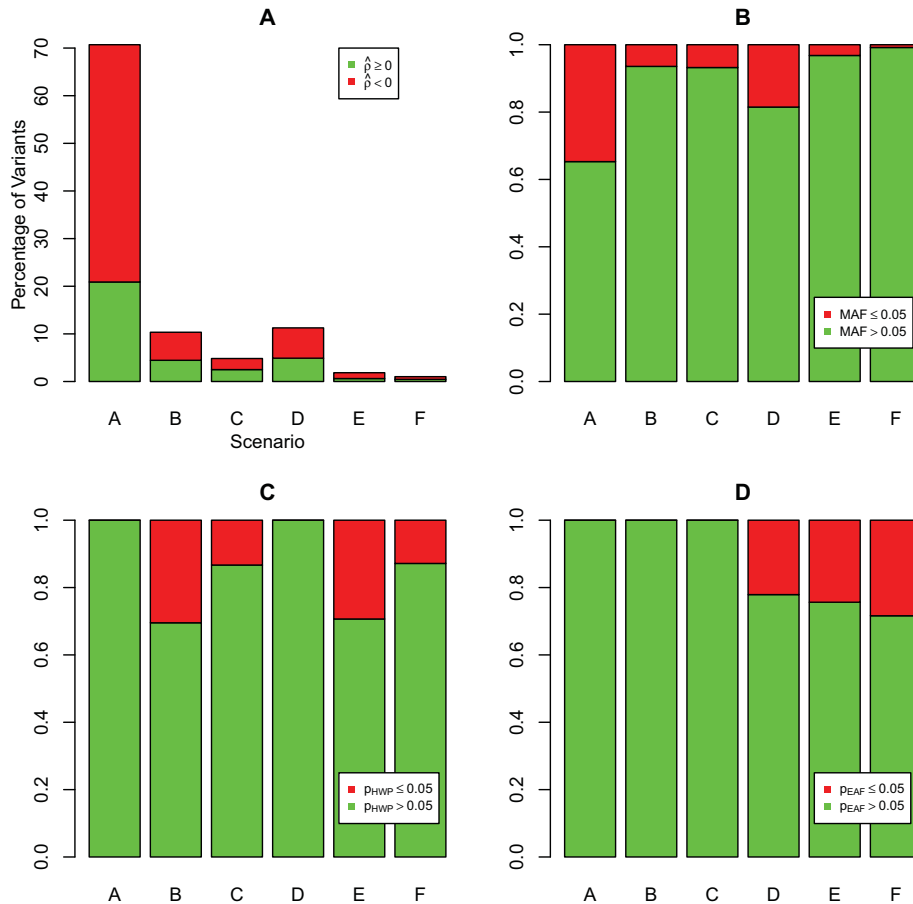 A
Percentage of Variants
70
60
50
40
30
20
10
0
ρ̂ ≥ 0
ρ̂ < 0
A B C D E F
Scenario
B
1.0
0.8
0.6
0.4
0.2
0.0
MAF ≤ 0.05
MAF > 0.05
A B C D E F
C
1.0
0.8
0.6
0.4
0.2
0.0
pHWP ≤ 0.05
pHWP > 0.05
A B C D E F
D
1.0
0.8
0.6
0.4
0.2
0.0
pEAF ≤ 0.05
pEAF > 0.05
A B C D E F